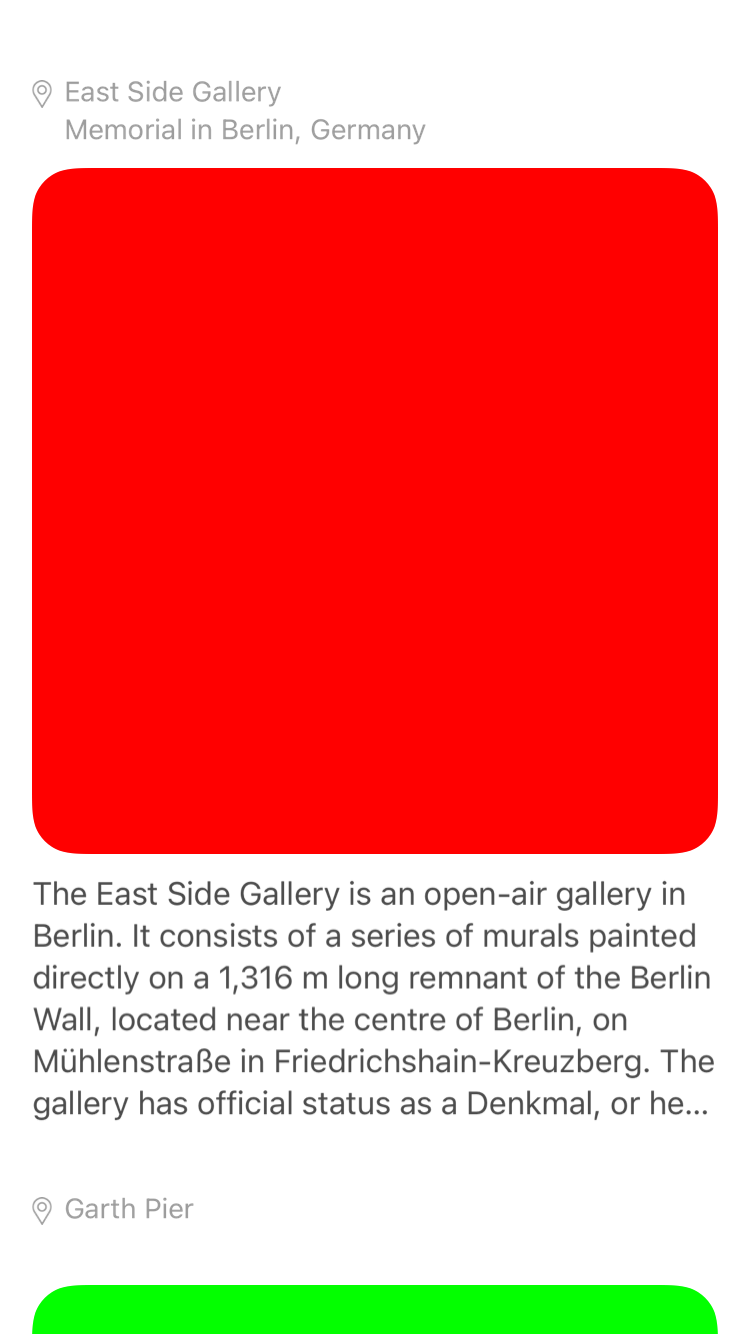 East Side Gallery
Memorial in Berlin, Germany
The East Side Gallery is an open-air gallery in
Berlin. It consists of a series of murals painted
directly on a 1,316 m long remnant of the Berlin
Wall, located near the centre of Berlin, on
Mühlenstraße in Friedrichshain-Kreuzberg. The
gallery has official status as a Denkmal, or he...
Garth Pier